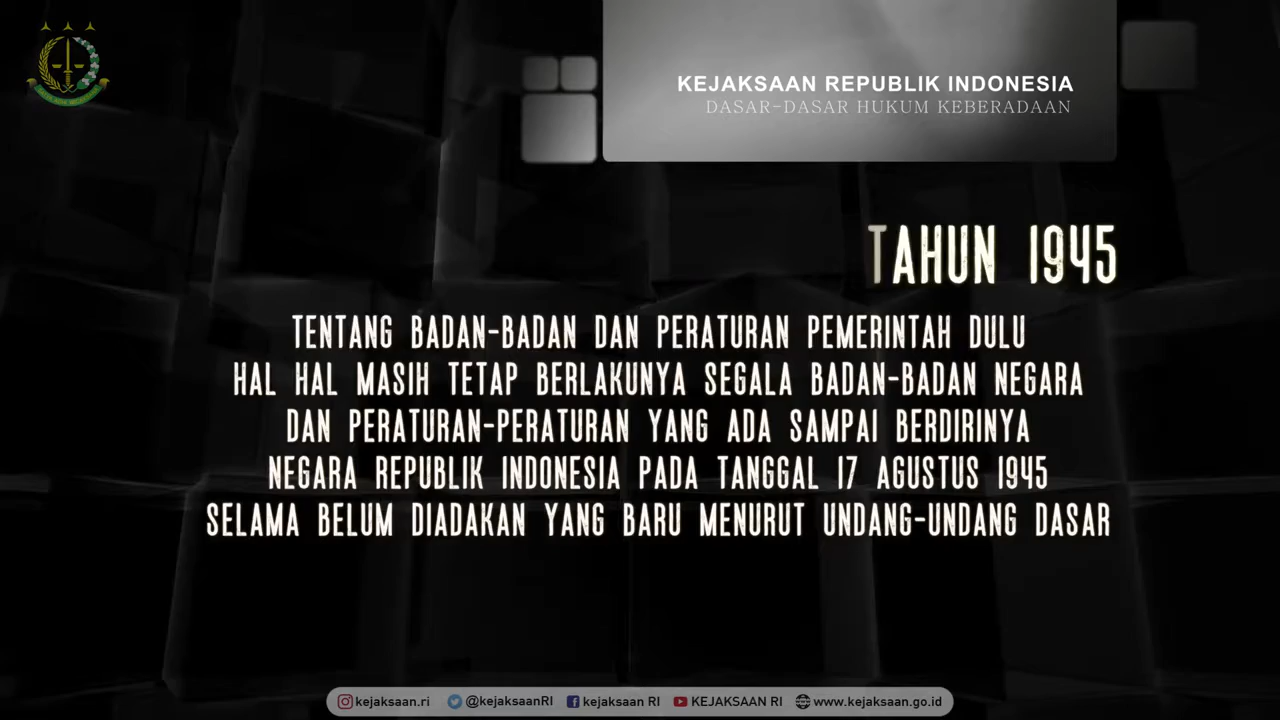 KEJAKSAAN REPUBLIK INDONESIA
DASAR-DASAR HUKUM KEBERADAAN
TAHUN 1945
TENTANG BADAN-BADAN DAN PERATURAN PEMERINTAH DULU
HAL HAL MASIH TETAP BERLAKUNYA SEGALA BADAN-BADAN NEGARA
DAN PERATURAN-PERATURAN YANG ADA SAMPAI BERDIRINYA
NEGARA REPUBLIK INDONESIA PADA TANGGAL 17 AGUSTUS 1945
SELAMA BELUM DIADAKAN YANG BARU MENURUT UNDANG-UNDANG DASAR
kejaksaan.ri @kejaksaanRI kejaksaan RI KEJAKSAAN RI www.kejaksaan.go.id